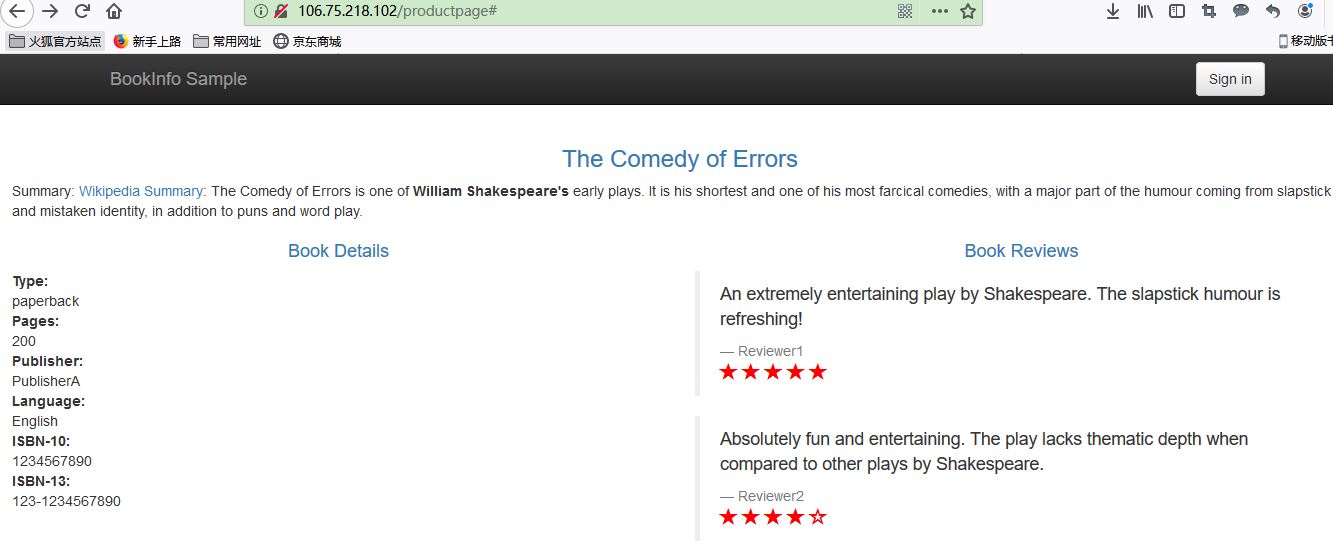 106.75.218.102/productpage#
火狐官方站点 新手上路 常用网址 京东商城
BookInfo Sample
Sign in
The Comedy of Errors
Summary: Wikipedia Summary: The Comedy of Errors is one of William Shakespeare's early plays. It is his shortest and one of his most farcical comedies, with a major part of the humour coming from slapstick
and mistaken identity, in addition to puns and word play.
Book Details
Type:
paperback
Pages:
200
Publisher:
PublisherA
Language:
English
ISBN-10:
1234567890
ISBN-13:
123-1234567890
Book Reviews
An extremely entertaining play by Shakespeare. The slapstick humour is
refreshing!
— Reviewer1
★★★★★
Absolutely fun and entertaining. The play lacks thematic depth when
compared to other plays by Shakespeare.
— Reviewer2
★★★★☆